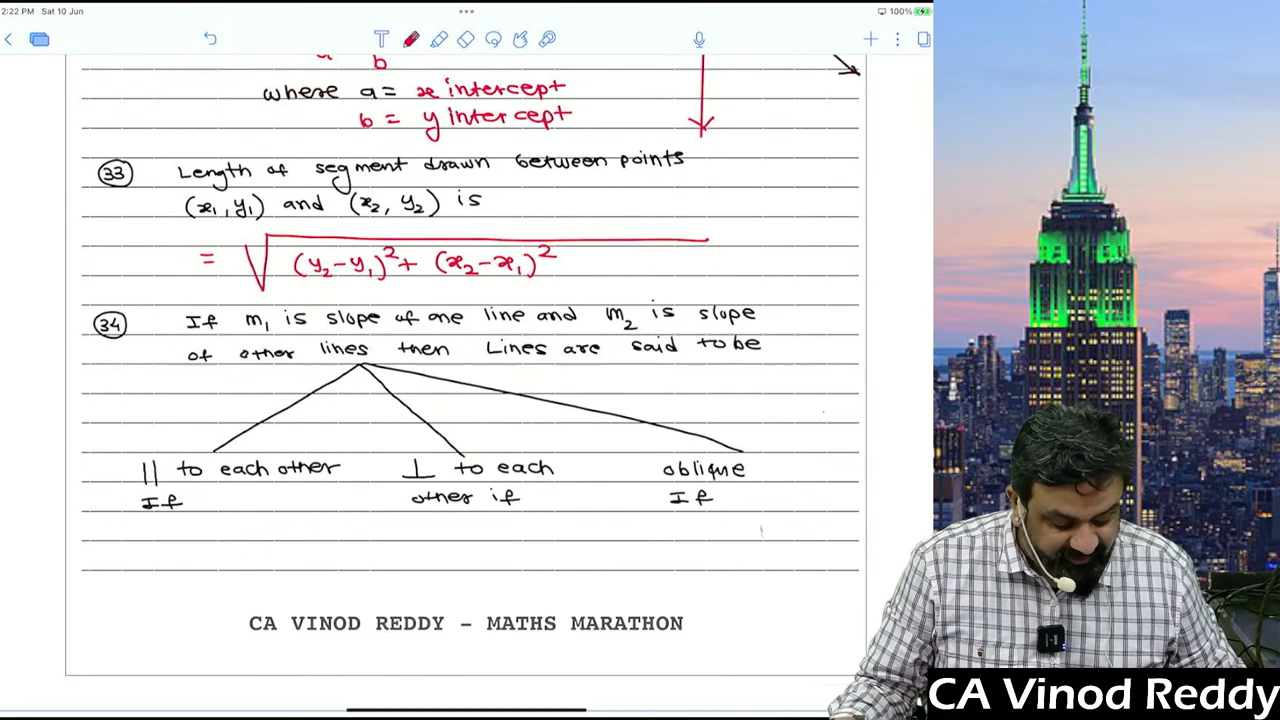 2:22 PM Sat 10 Jun
100%
b
where a = x intercept
b = y intercept
33 Length of segment drawn between points
(x1, y1) and (x2, y2) is
= √(y2-y1)²+ (x2-x1)²
34 If m1 is slope of one line and m2 is slope
of other lines then Lines are said to be
|| to each other ⊥ to each oblique
If other if If
CA VINOD REDDY - MATHS MARATHON
CA Vinod Reddy